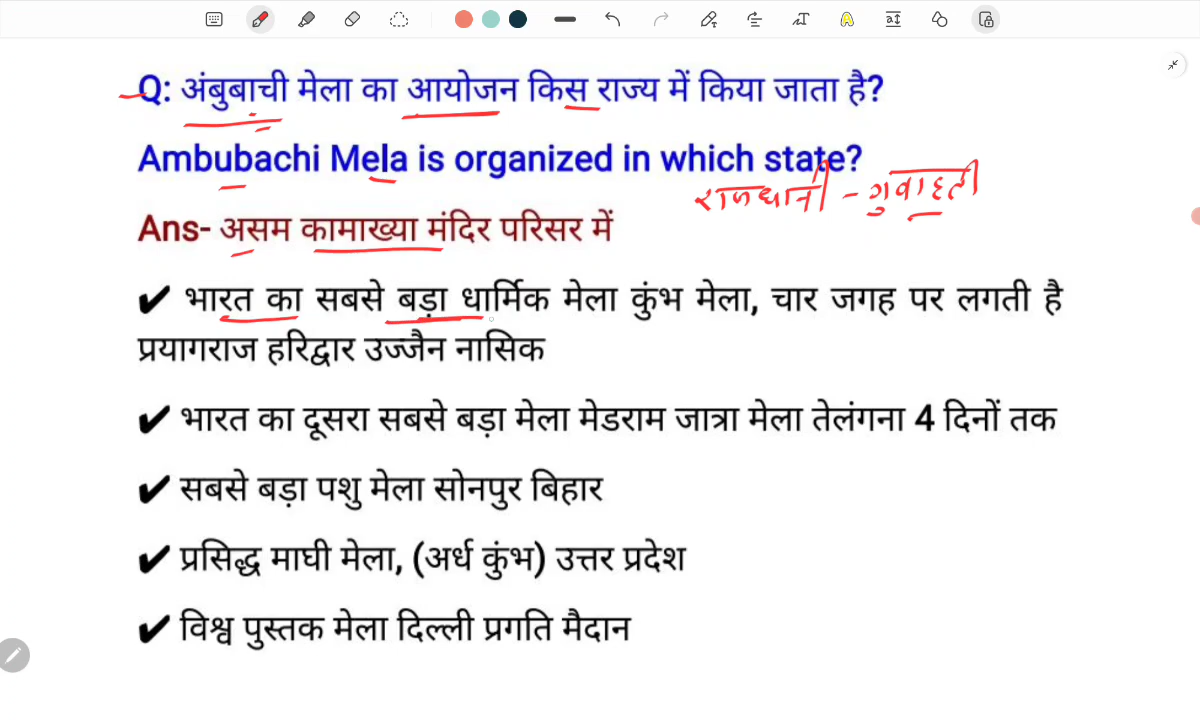 Q: अंबुबाची मेला का आयोजन किस राज्य में किया जाता है?
Ambubachi Mela is organized in which state?
राजधानी - गुवाहटी
Ans- असम कामाख्या मंदिर परिसर में
✔ भारत का सबसे बड़ा धार्मिक मेला कुंभ मेला, चार जगह पर लगती है
प्रयागराज हरिद्वार उज्जैन नासिक
✔ भारत का दूसरा सबसे बड़ा मेला मेडराम जात्रा मेला तेलंगना 4 दिनों तक
✔ सबसे बड़ा पशु मेला सोनपुर बिहार
✔ प्रसिद्ध माघी मेला, (अर्ध कुंभ) उत्तर प्रदेश
✔ विश्व पुस्तक मेला दिल्ली प्रगति मैदान